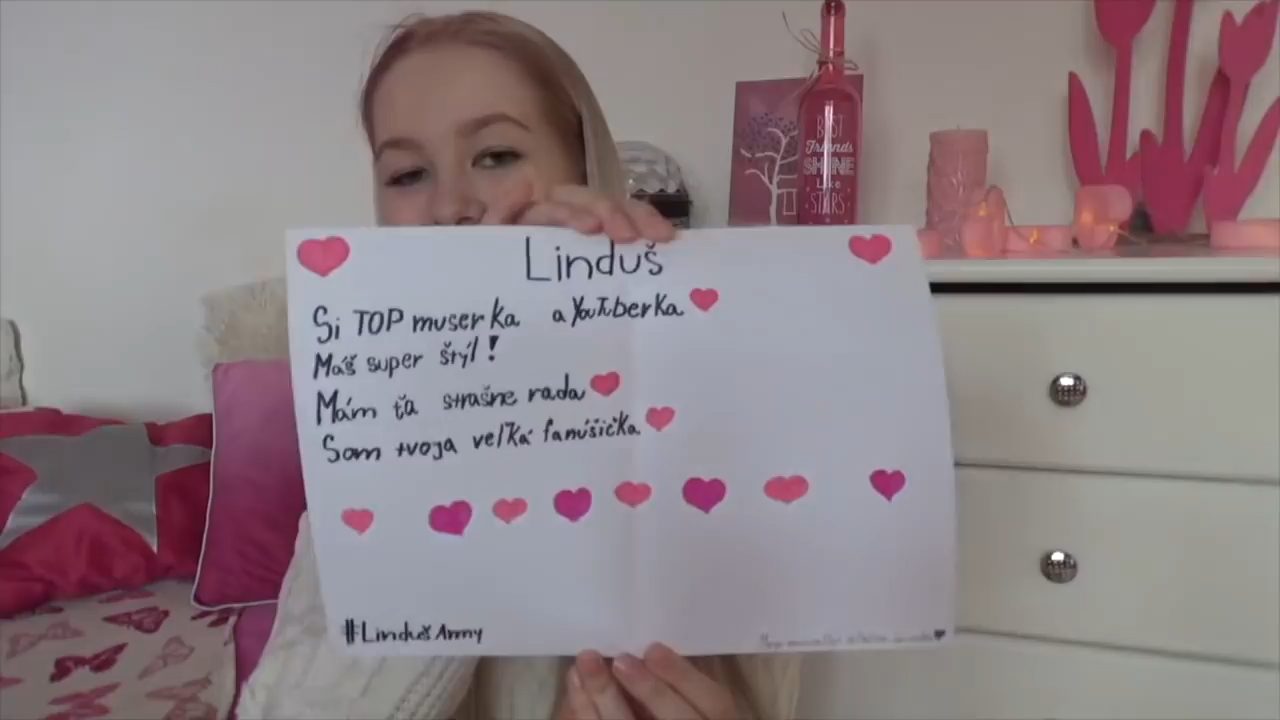 Linduš
Si TOP muserka a YouTuberka
Máš super štýl!
Mám ťa strašne rada
Som tvoja veľká fanúšička
#LindušArmy
BEST
Friends
SHINE
Like
STARS